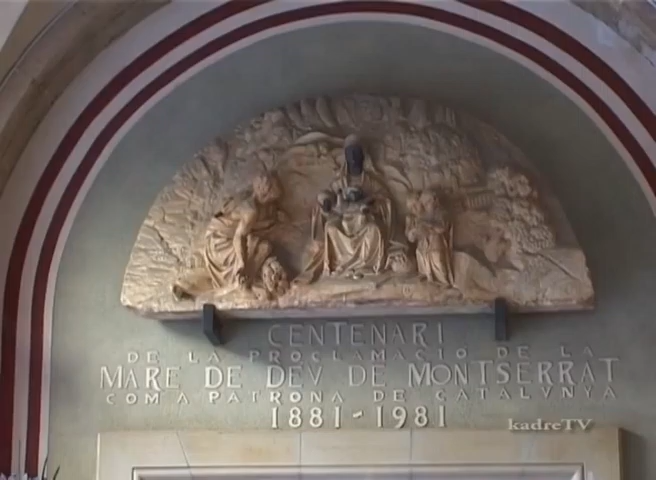 CENTENARI
DE LA PROCLAMACIO DE LA
MARE DE DEV DE MONTSERRAT
COM A PATRONA DE CATALVNYA
1881-1981
kadreTV